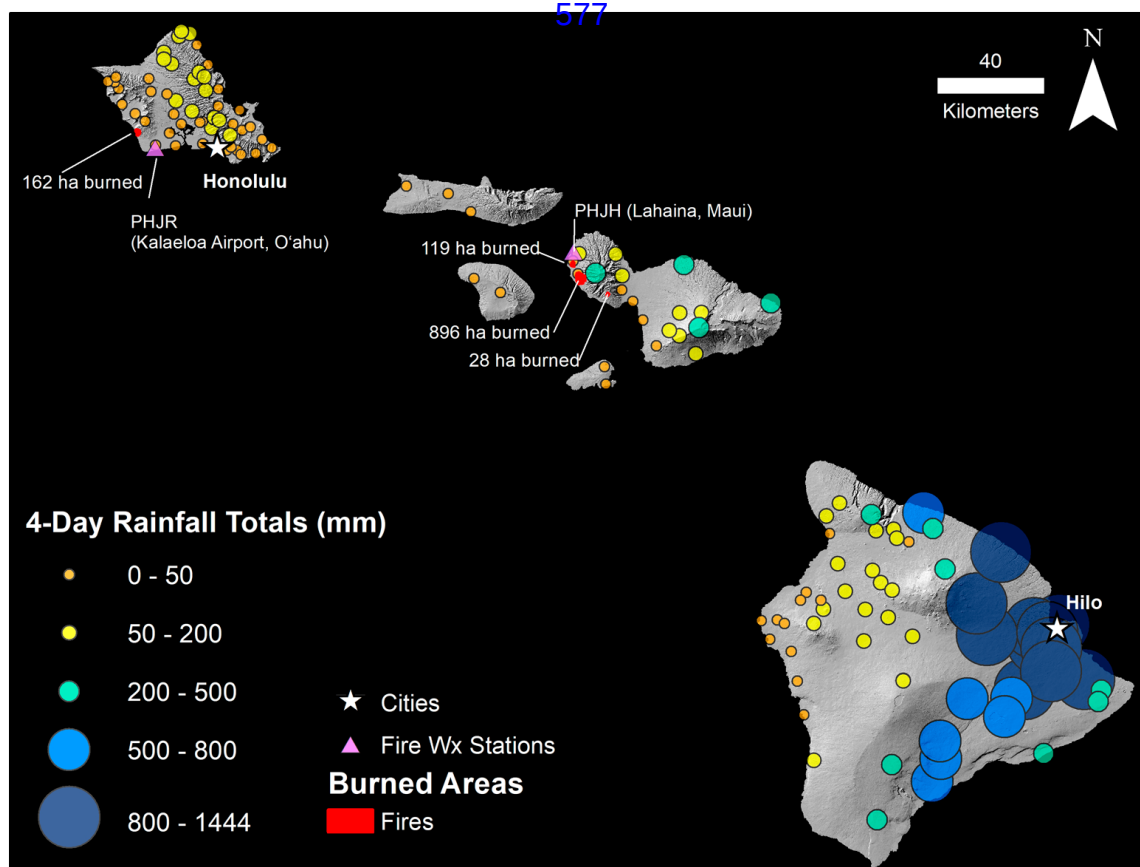 577
N
40
Kilometers
162 ha burned
Honolulu
PHJR
(Kalaeloa Airport, Oʻahu)
PHJH (Lahaina, Maui)
119 ha burned
896 ha burned
28 ha burned
Hilo
4-Day Rainfall Totals (mm)
0 - 50
50 - 200
200 - 500
500 - 800
800 - 1444
Cities
Fire Wx Stations
Burned Areas
Fires